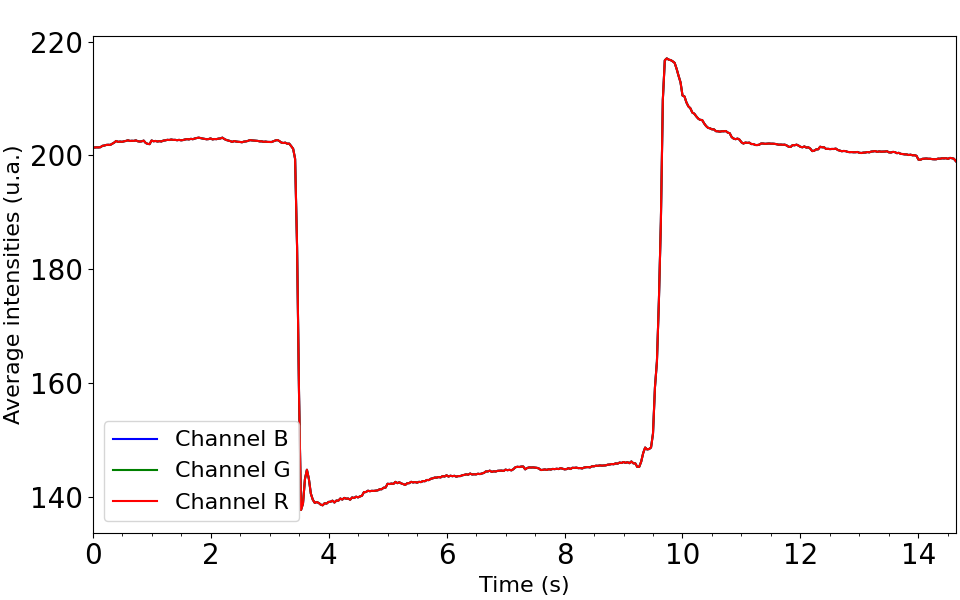 220
200
180
160
140
Average intensities (u.a.)
Channel B
Channel G
Channel R
0 2 4 6 8 10 12 14
Time (s)